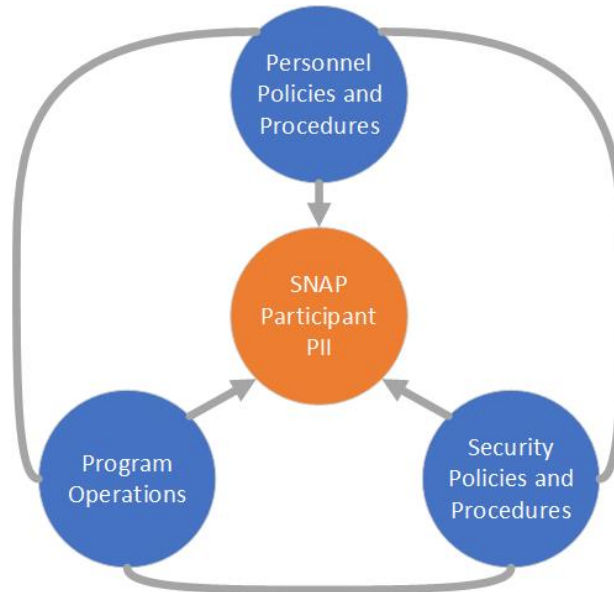 Personnel
Policies and
Procedures
SNAP
Participant
PII
Program
Operations
Security
Policies and
Procedures